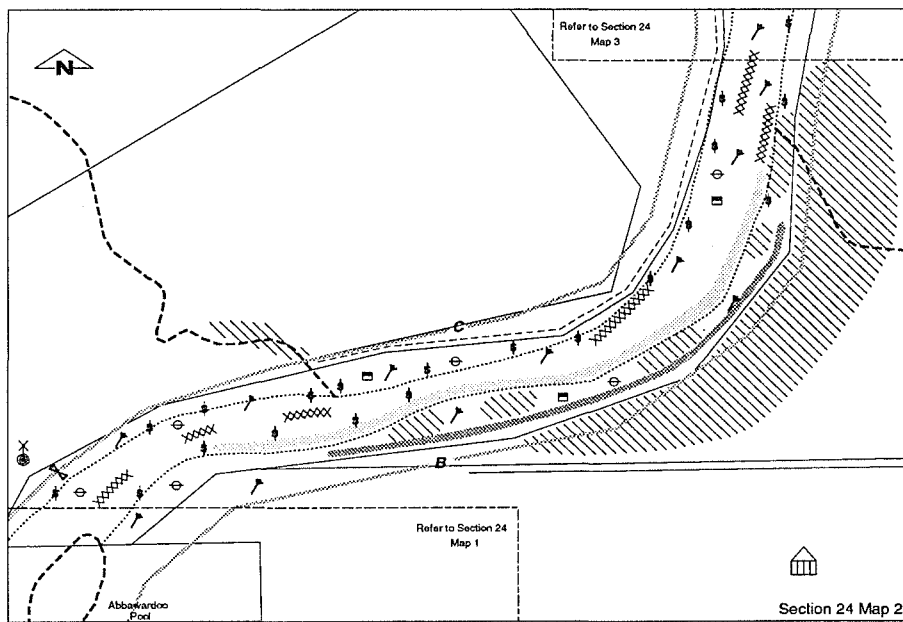 Refer to Section 24
Map 3
N
C
B
Refer to Section 24
Map 1
Abbawardoo
Pool
Section 24 Map 2